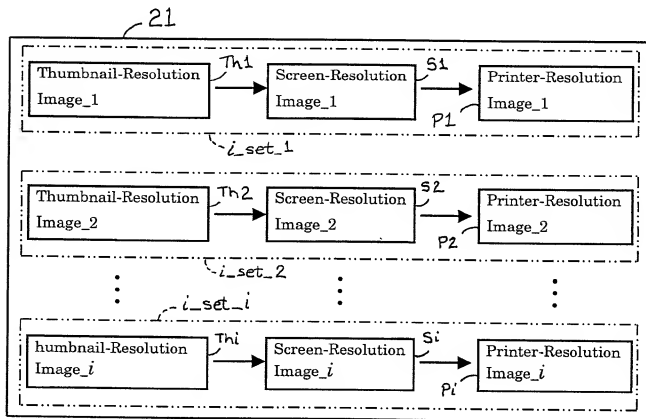 21
Thumbnail-Resolution
Image_1
Th1
Screen-Resolution
Image_1
S1
Printer-Resolution
Image_1
P1
i_set_1
Thumbnail-Resolution
Image_2
Th2
Screen-Resolution
Image_2
S2
Printer-Resolution
Image_2
P2
i_set_2
i_set_i
humbnail-Resolution
Image_i
Thi
Screen-Resolution
Image_i
Si
Printer-Resolution
Image_i
Pi